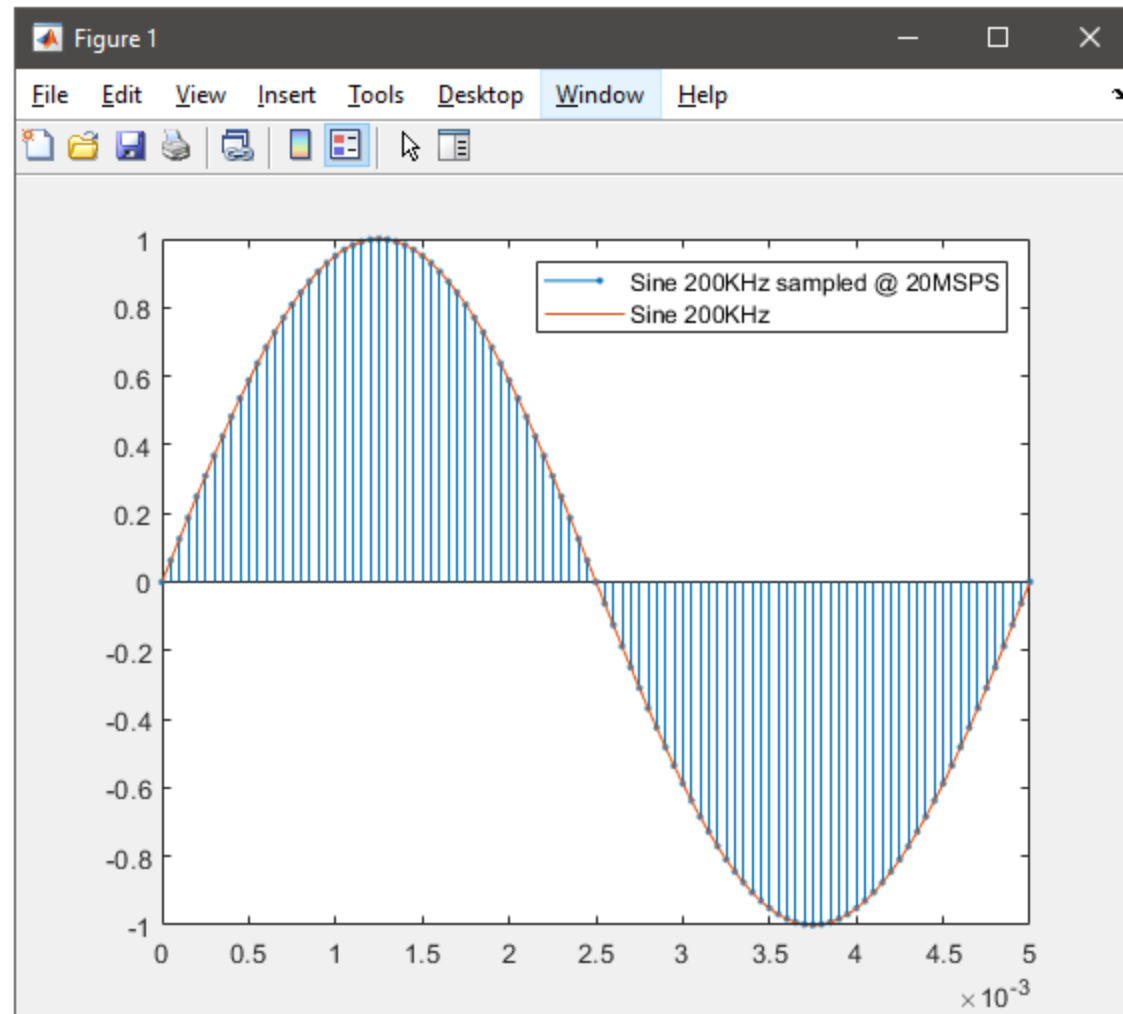 Figure 1
File Edit View Insert Tools Desktop Window Help
Sine 200KHz sampled @ 20MSPS
Sine 200KHz
1
0.8
0.6
0.4
0.2
0
-0.2
-0.4
-0.6
-0.8
-1
0 0.5 1 1.5 2 2.5 3 3.5 4 4.5 5
×10⁻³